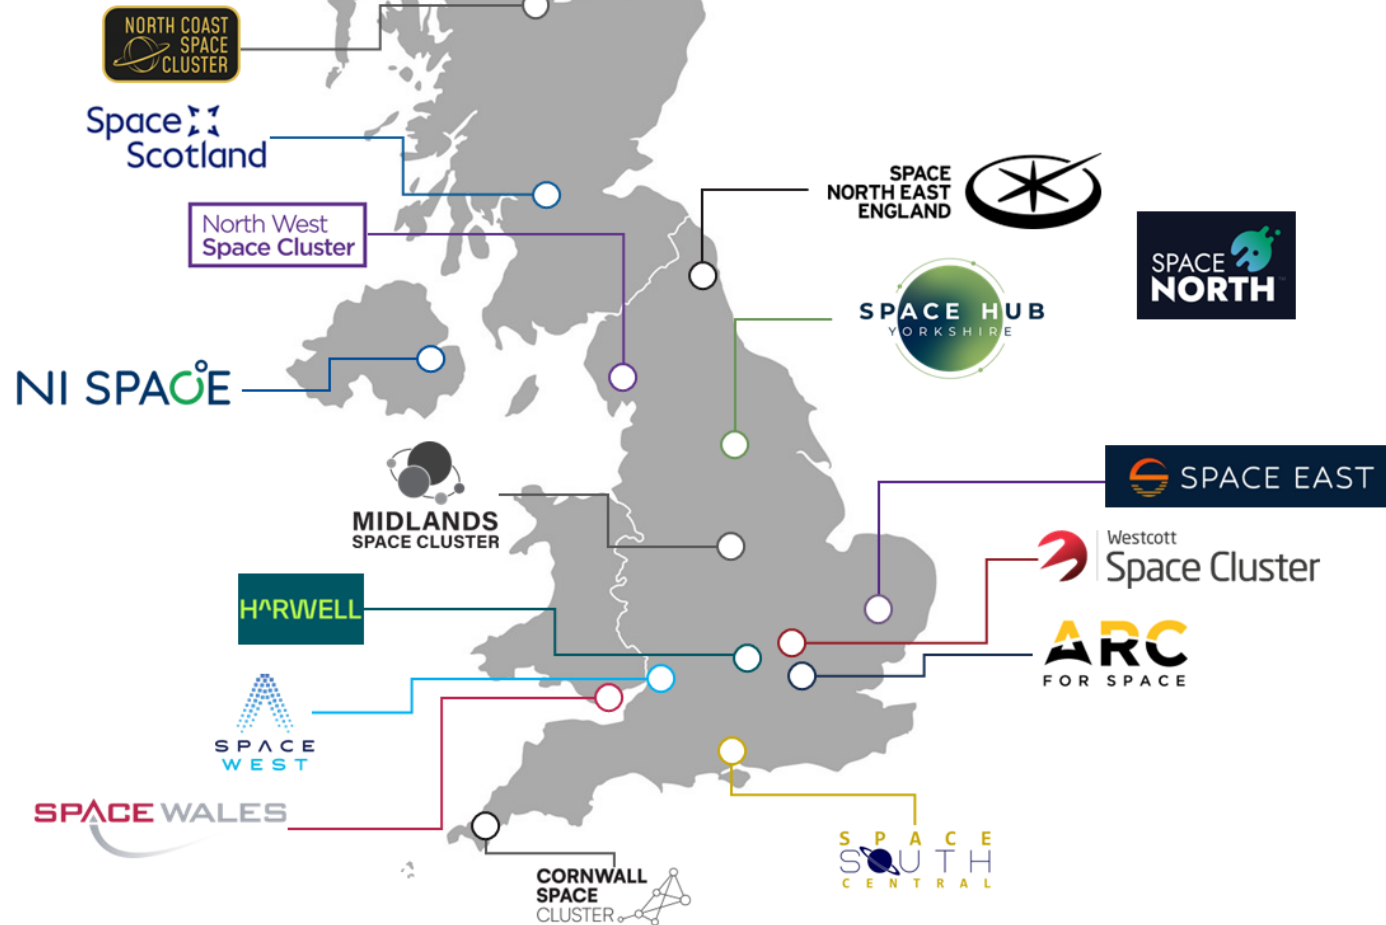 NORTH COAST
SPACE
CLUSTER
Space
Scotland
North West
Space Cluster
NI SPACE
MIDLANDS
SPACE CLUSTER
HARWELL
SPACE
WEST
SPACE WALES
CORNWALL
SPACE
CLUSTER
SPACE
NORTH EAST
ENGLAND
SPACE HUB
YORKSHIRE
SPACE
NORTH
SPACE EAST
Westcott
Space Cluster
ARC
FOR SPACE
SPACE
SOUTH
CENTRAL